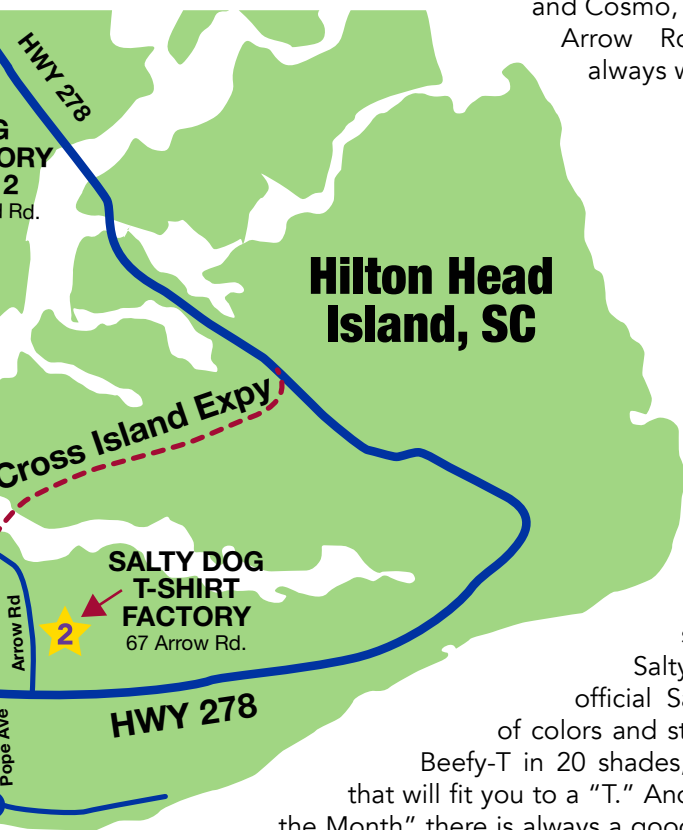 and Cosmo,
Arrow
always
HWY 278
ORY
2
Rd.
Hilton Head
Island, SC
Cross Island Expy
SALTY DOG
T-SHIRT
FACTORY
67 Arrow Rd.
2
Arrow Rd
HWY 278
Pope Ave
Salty
official
of colors and
Beefy-T in 20 shades,
that will fit you to a “T.” And
the Month” there is always a good